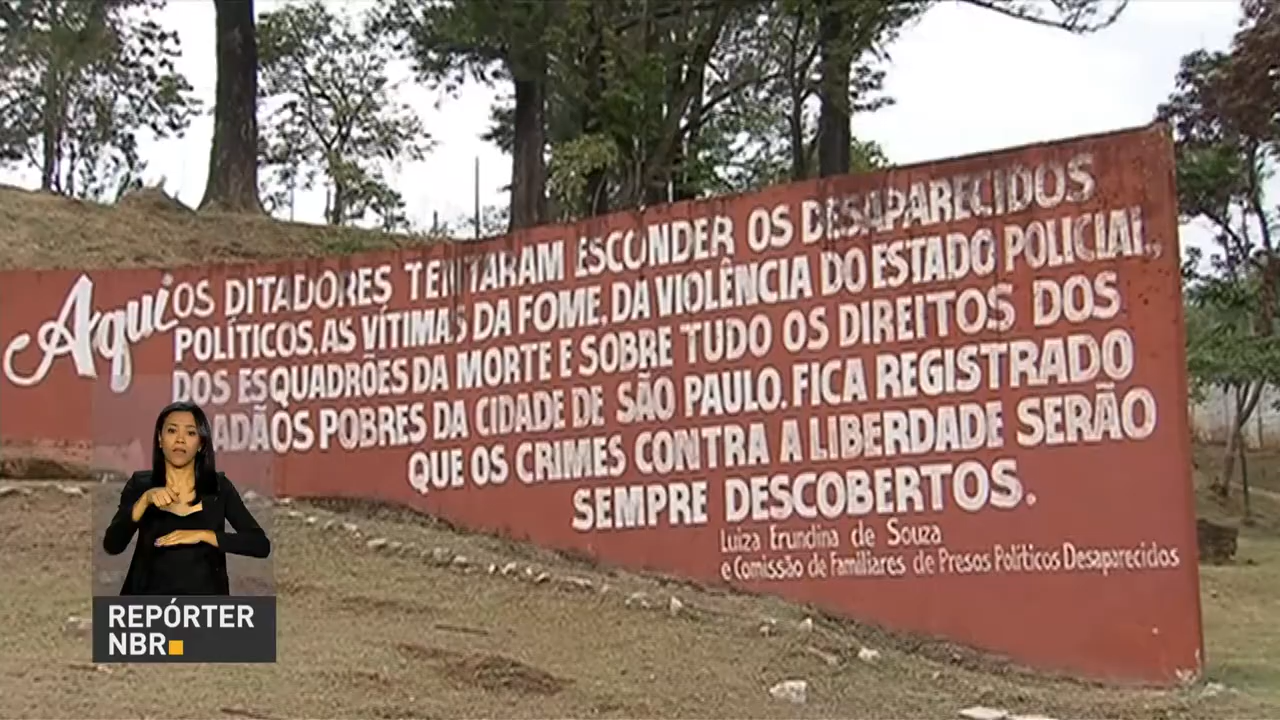 Aqui OS DITADORES TENTARAM ESCONDER OS DESAPARECIDOS
POLÍTICOS. AS VÍTIMAS DA FOME. DA VIOLÊNCIA DO ESTADO POLICIAL,
DOS ESQUADRÕES DA MORTE E SOBRE TUDO OS DIREITOS DOS
ADÃOS POBRES DA CIDADE DE SÃO PAULO. FICA REGISTRADO
QUE OS CRIMES CONTRA A LIBERDADE SERÃO
SEMPRE DESCOBERTOS.
Luiza Erundina de Souza
e Comissão de Familiares de Presos Políticos Desaparecidos
REPÓRTER
NBR